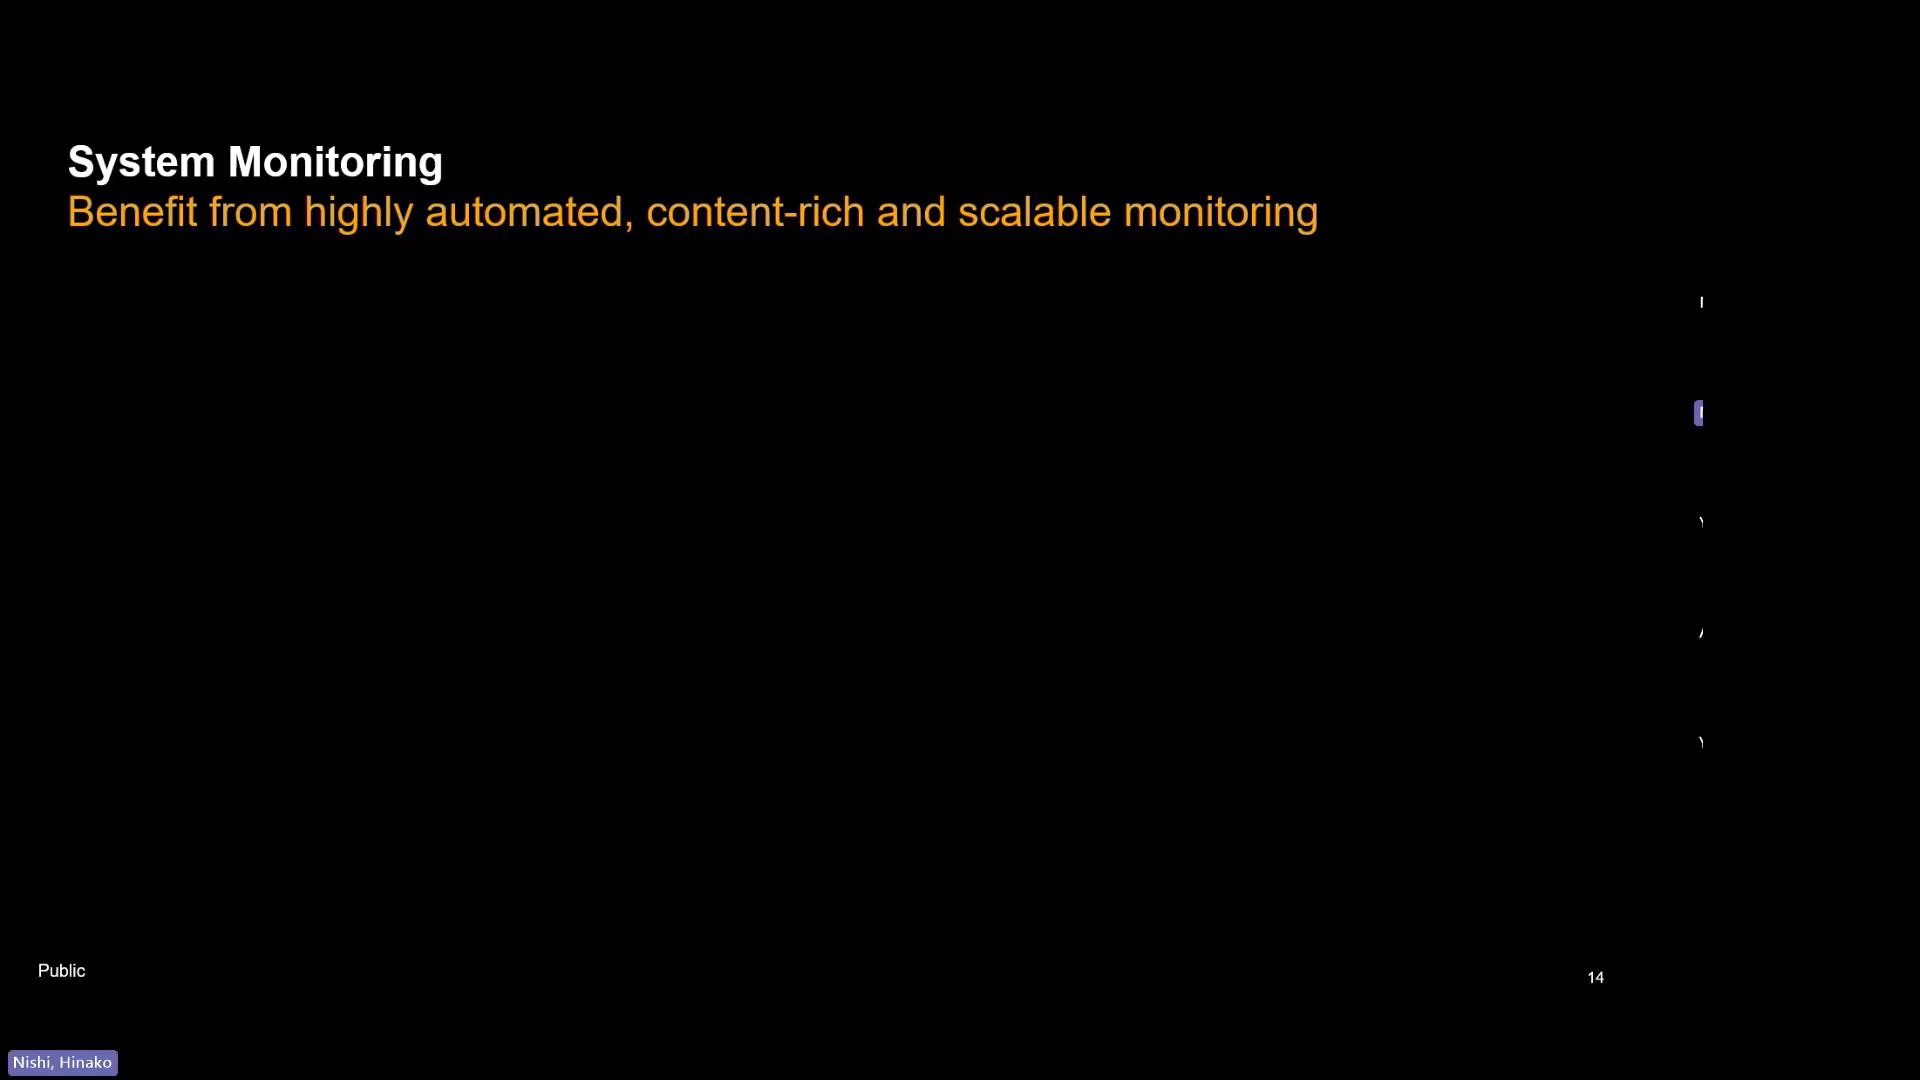 System Monitoring
Benefit from highly automated, content-rich and scalable monitoring
Public
14
Nishi, Hinako